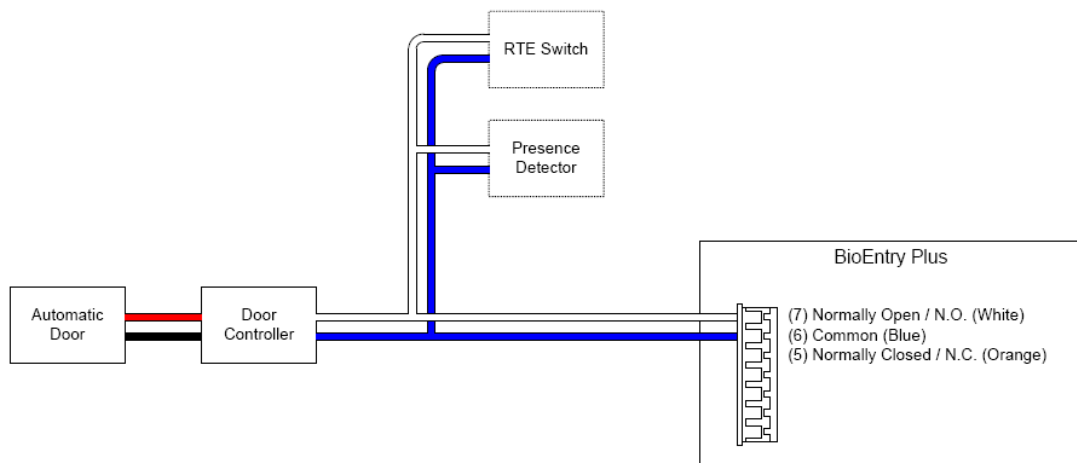 RTE Switch
Presence
Detector
BioEntry Plus
Automatic
Door
Door
Controller
(7) Normally Open / N.O. (White)
(6) Common (Blue)
(5) Normally Closed / N.C. (Orange)